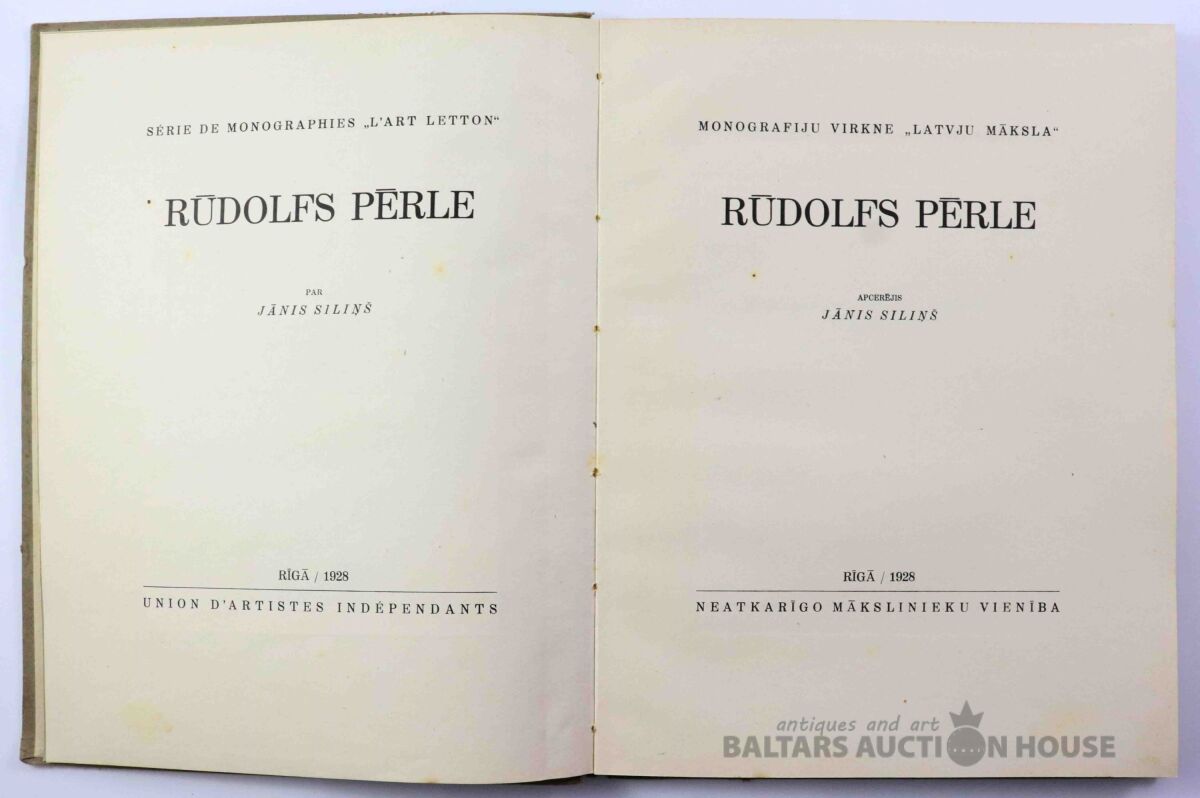 SÉRIE DE MONOGRAPHIES „L'ART LETTON“
RŪDOLFS PĒRLE
PAR
JĀNIS SILIŅŠ
RĪGĀ / 1928
UNION D'ARTISTES INDÉPENDANTS
MONOGRAFIJU VIRKNE „LATVJU MĀKSLA“
RŪDOLFS PĒRLE
APCERĒJIS
JĀNIS SILIŅŠ
RĪGĀ / 1928
NEATKARĪGO MĀKSLINIEKU VIENĪBA
antiques and art
BALTARS AUCTION HOUSE